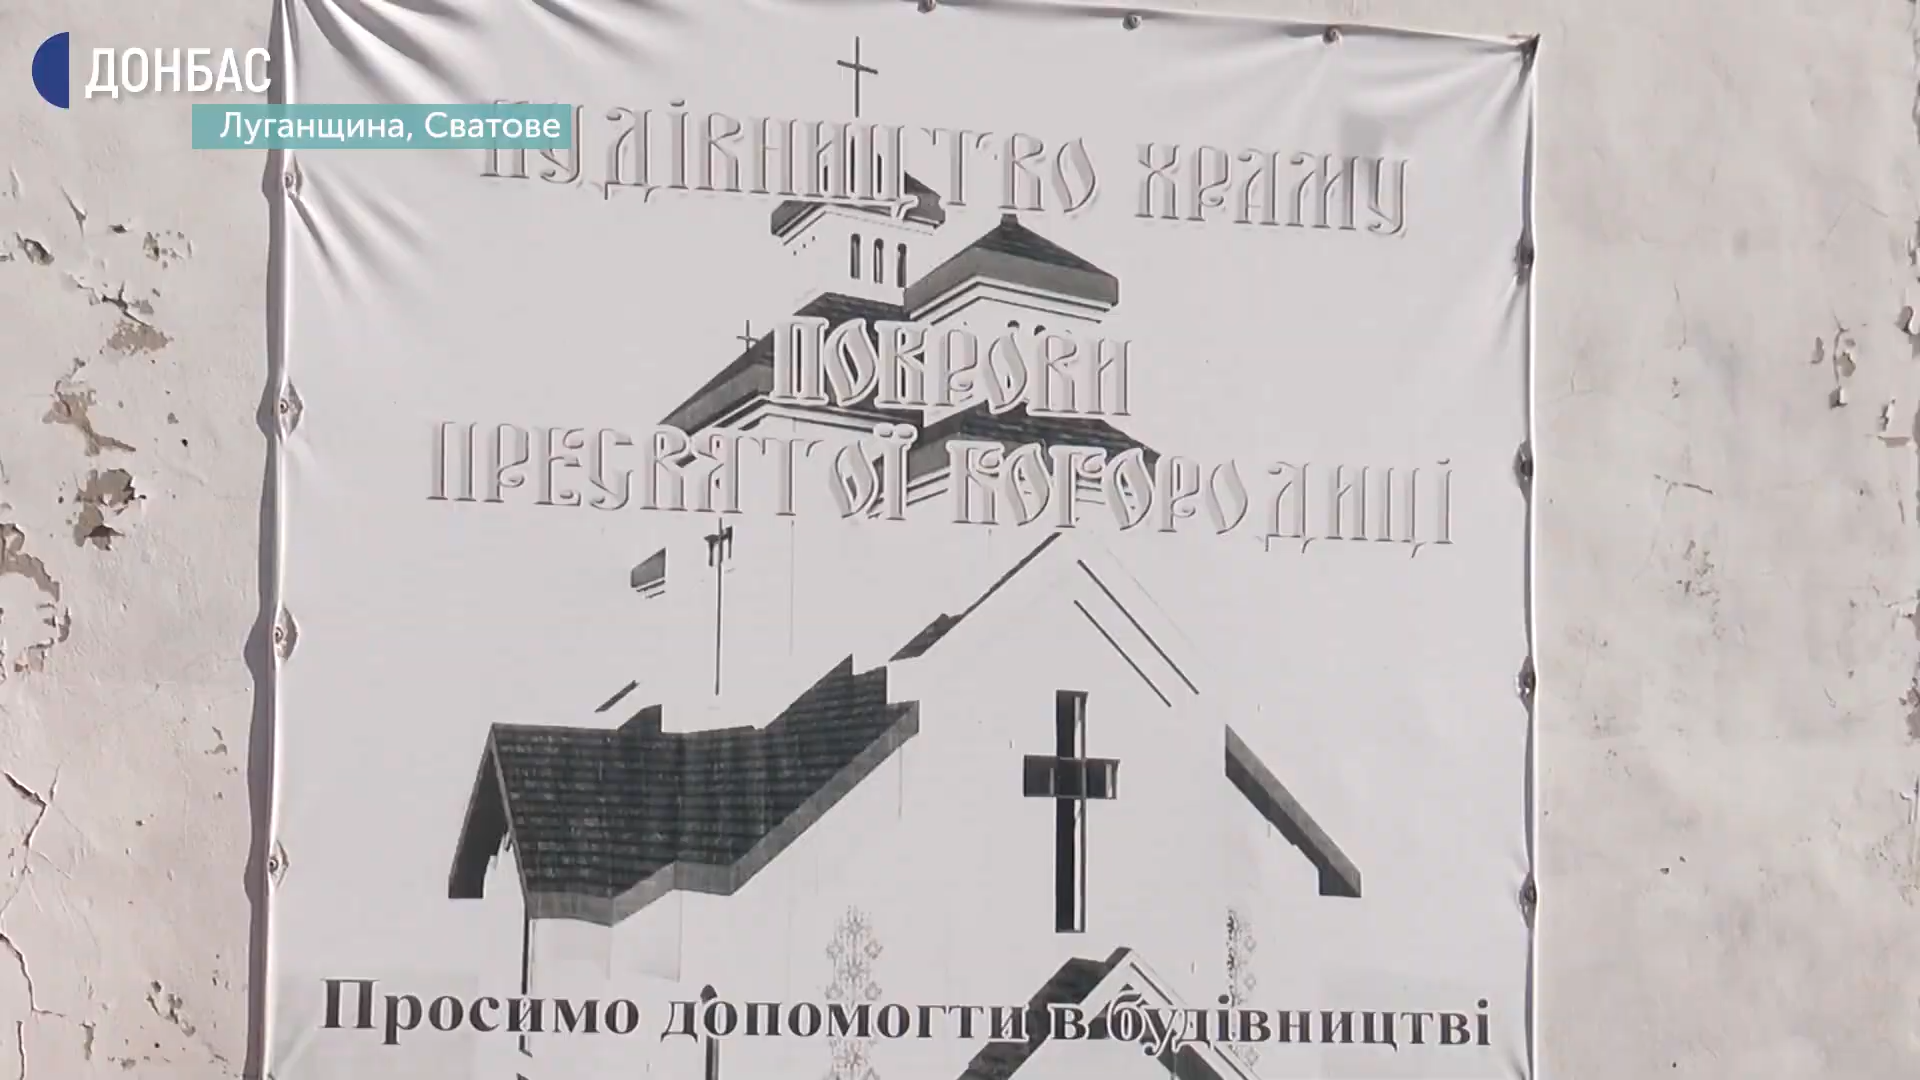 ДОНБАС
Луганщина, Сватове
БУДІВНИЦТВО ХРАМУ
ПОКРОВИ
ПРЕСВЯТОЇ БОГОРОДИЦІ
Просимо допомогти в будівництві